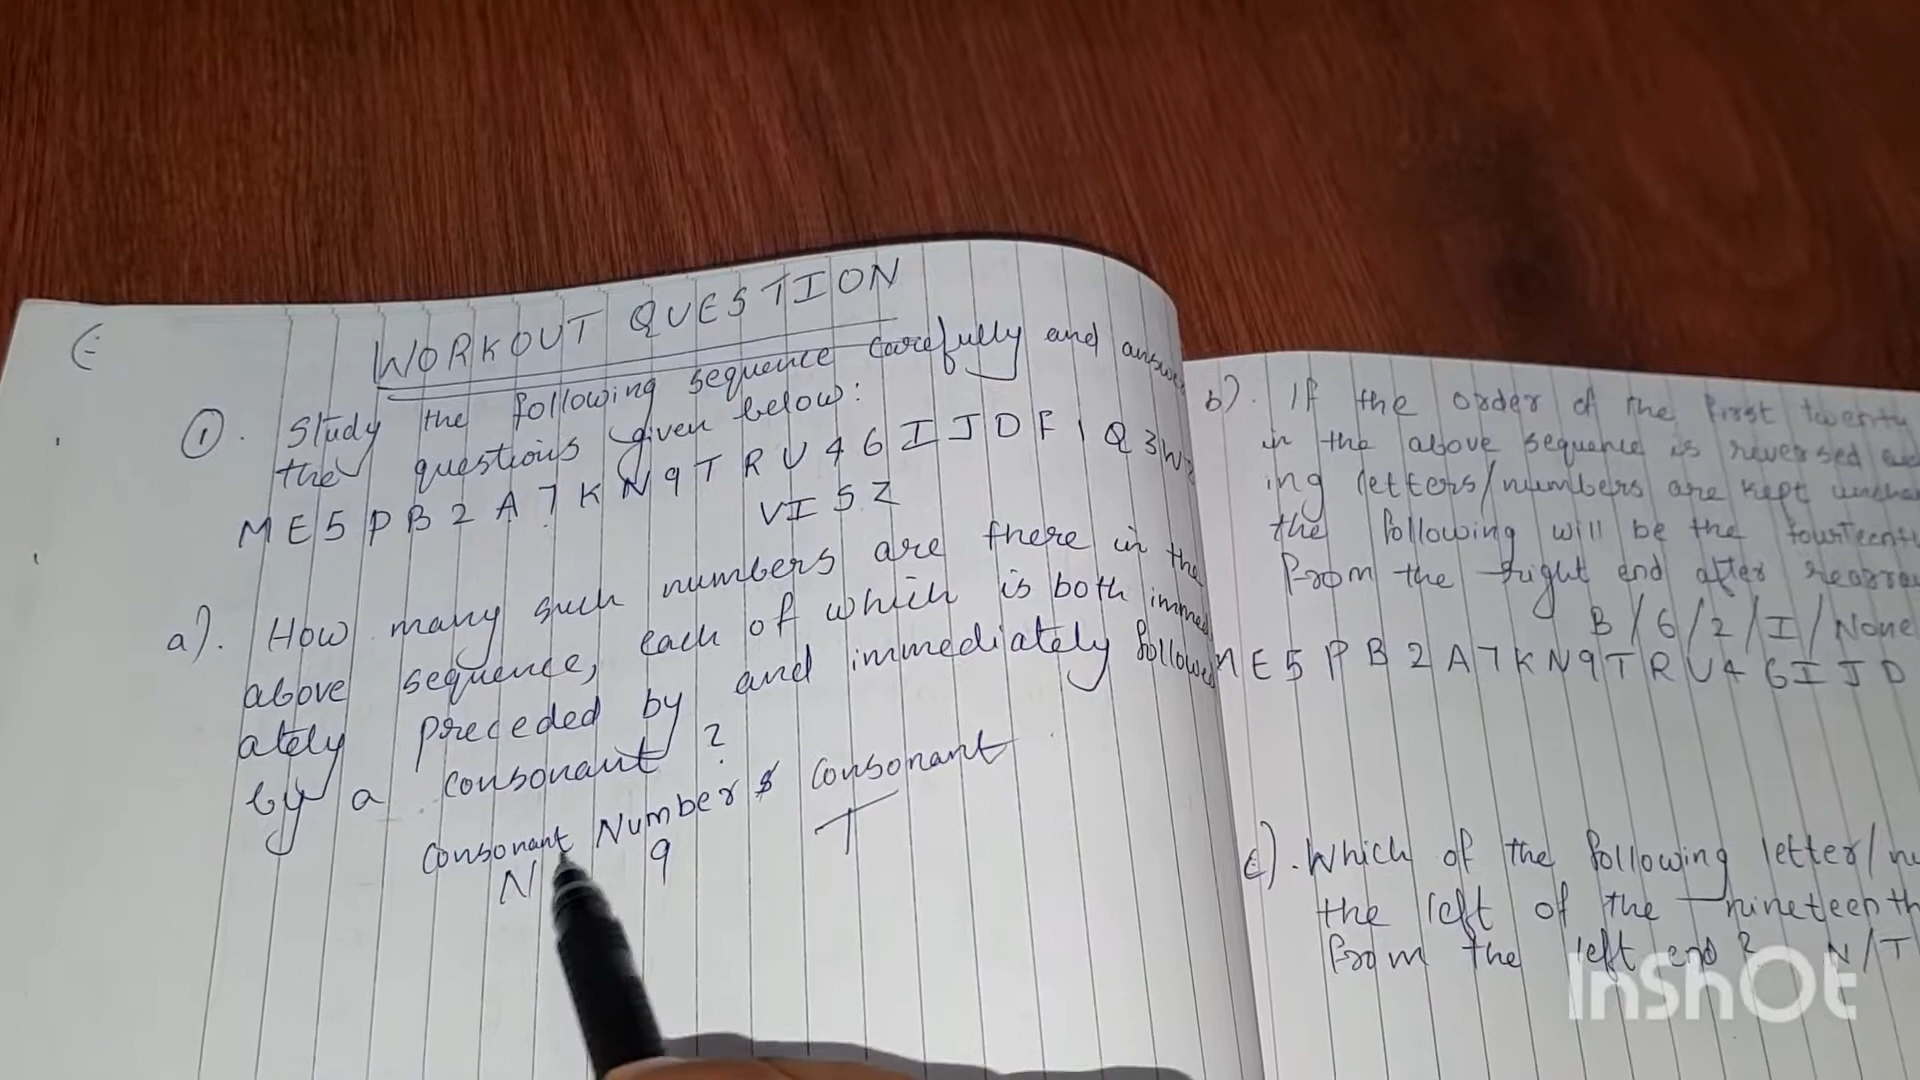 WORKOUT QUESTION
①. Study the following sequence carefully and answer
the questions given below:
M E 5 P B 2 A 7 K N 9 T R U 4 6 I J D F 1 Q 3 W
V I 5 Z
a). How many such numbers are there in the
above sequence, each of which is both immedi
ately preceded by and immediately followed
by a consonant ?
Consonant Numbers Consonant
N 9 T
b). If the order of the first twenty
in the above sequence is reversed
ing letters/numbers are kept uncha
the following will be the fourteent
from the right end after rearra
B / 6 / 2 / I / None
M E 5 P B 2 A 7 K N 9 T R U 4 6 I J D
c). Which of the following letter/nu
the left of the nineteenth
from the left end ? N/T
InShOt